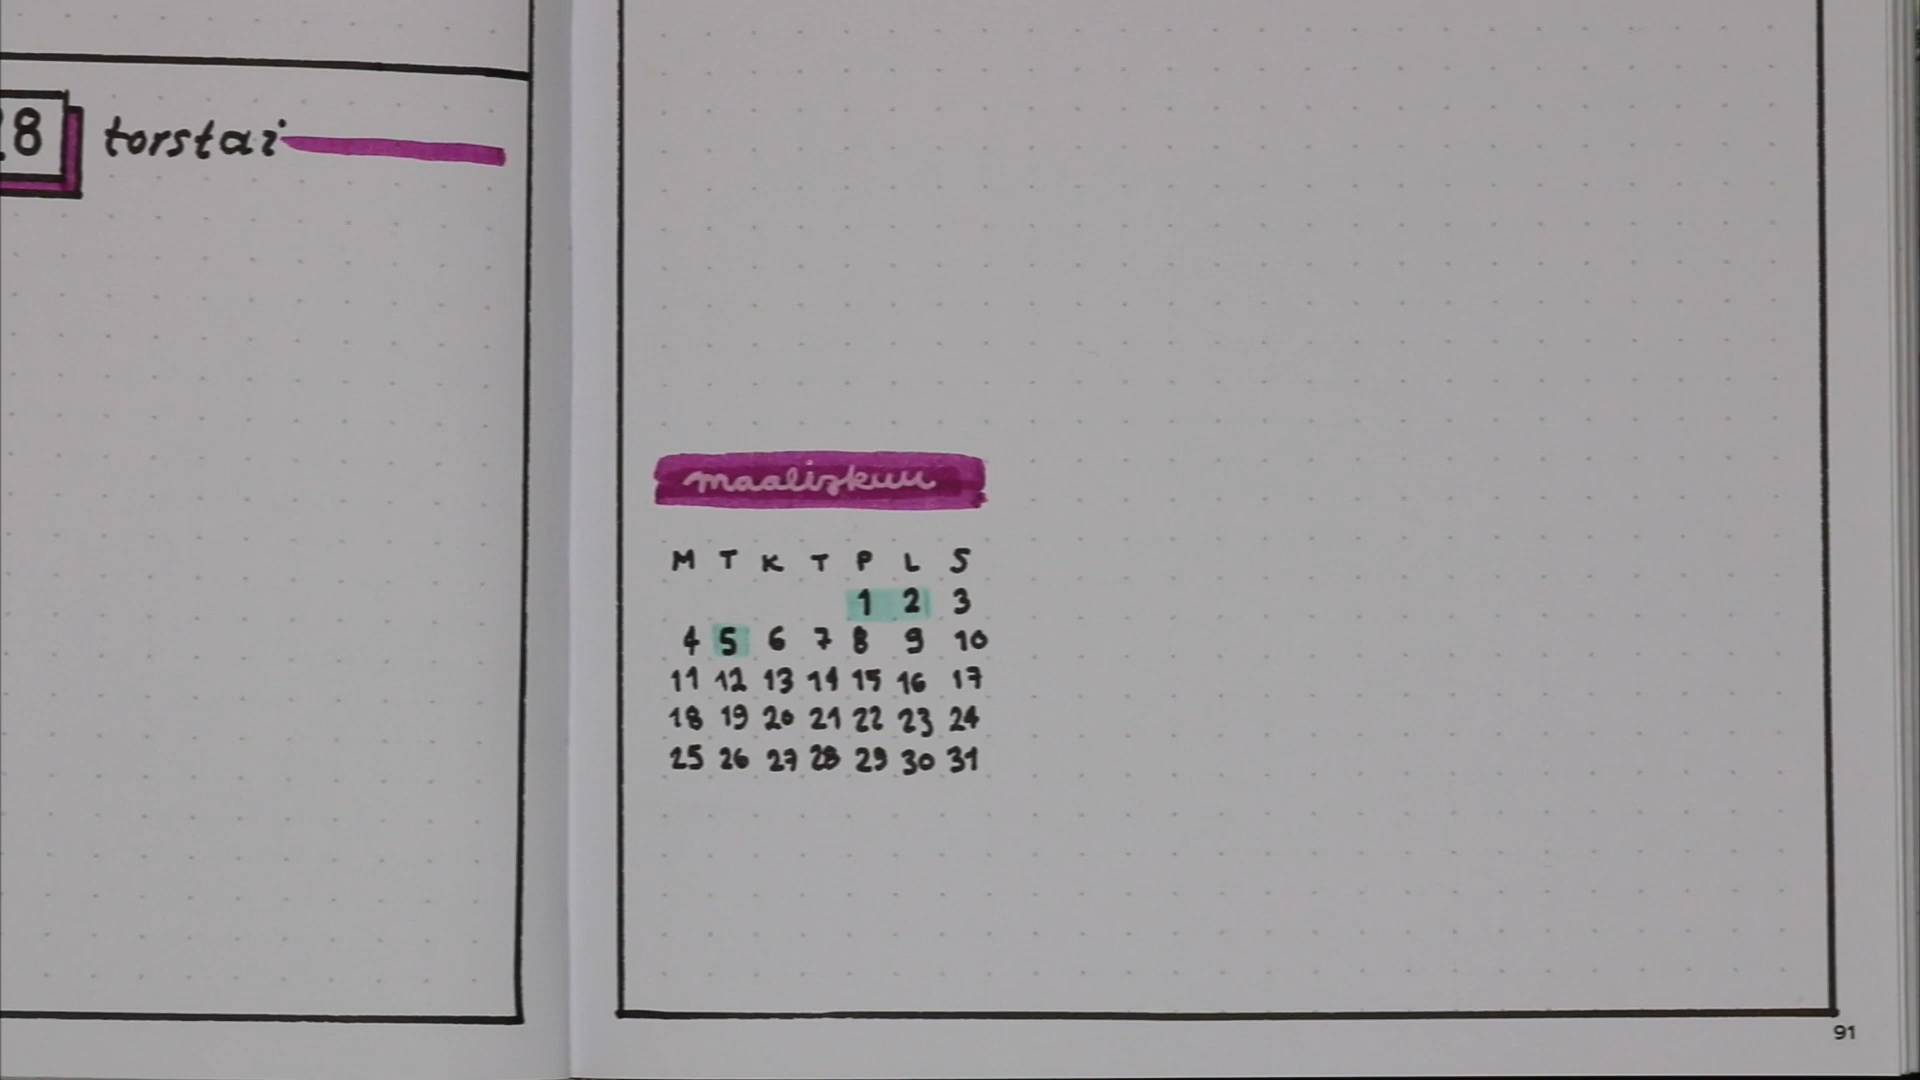 28 torstai
maaliskuu
M T K T P L S
1 2 3
4 5 6 7 8 9 10
11 12 13 14 15 16 17
18 19 20 21 22 23 24
25 26 27 28 29 30 31
91